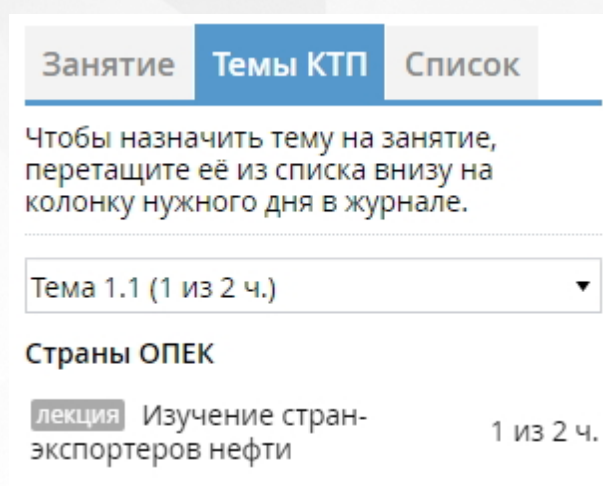 Занятие Темы КТП Список
Чтобы назначить тему на занятие,
перетащите её из списка внизу на
колонку нужного дня в журнале.
Тема 1.1 (1 из 2 ч.)
Страны ОПЕК
лекция Изучение стран-
экспортеров нефти 1 из 2 ч.